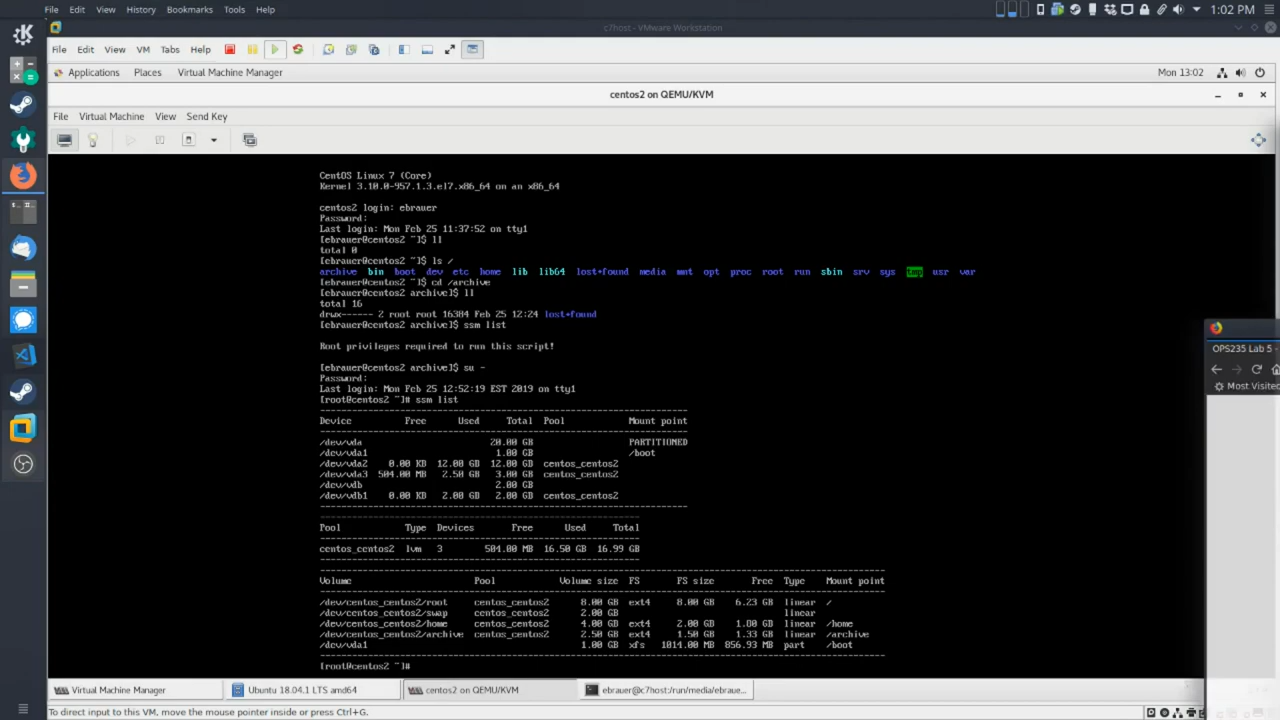 File Edit View History Bookmarks Tools Help 1:02 PM
c7host - VMware Workstation
File Edit View VM Tabs Help
Applications Places Virtual Machine Manager Mon 13:02
centos2 on QEMU/KVM
File Virtual Machine View Send Key
CentOS Linux 7 (Core)
Kernel 3.10.0-957.1.3.el7.x86_64 on an x86_64
centos2 login: ebrauer
Password:
Last login: Mon Feb 25 11:37:52 on tty1
[ebrauer@centos2 ~]$ ll
total 0
[ebrauer@centos2 ~]$ ls /
archive bin boot dev etc home lib lib64 lost+found media mnt opt proc root run sbin srv sys tmp usr var
[ebrauer@centos2 ~]$ cd /archive
[ebrauer@centos2 archive]$ ll
total 16
drwx------ 2 root root 16384 Feb 25 12:24 lost+found
[ebrauer@centos2 archive]$ ssm list
Root privileges required to run this script!
[ebrauer@centos2 archive]$ su -
Password:
Last login: Mon Feb 25 12:52:19 EST 2019 on tty1
[root@centos2 ~]# ssm list
Device Free Used Total Pool Mount point
/dev/vda 20.00 GB PARTITIONED
/dev/vda1 1.00 GB /boot
/dev/vda2 0.00 KB 12.00 GB 12.00 GB centos_centos2
/dev/vda3 504.00 MB 2.50 GB 3.00 GB centos_centos2
/dev/vdb 2.00 GB
/dev/vdb1 0.00 KB 2.00 GB 2.00 GB centos_centos2
Pool Type Devices Free Used Total
centos_centos2 lvm 3 504.00 MB 16.50 GB 16.99 GB
Volume Pool Volume size FS FS size Free Type Mount point
/dev/centos_centos2/root centos_centos2 8.00 GB ext4 8.00 GB 6.23 GB linear /
/dev/centos_centos2/swap centos_centos2 2.00 GB linear
/dev/centos_centos2/home centos_centos2 4.00 GB ext4 2.00 GB 1.80 GB linear /home
/dev/centos_centos2/archive centos_centos2 2.50 GB ext4 1.50 GB 1.33 GB linear /archive
/dev/vda1 1.00 GB xfs 1014.00 MB 856.93 MB part /boot
[root@centos2 ~]#
OPS235 Lab 5 -
Most Visited
Virtual Machine Manager Ubuntu 18.04.1 LTS amd64 centos2 on QEMU/KVM ebrauer@c7host:/run/media/ebraue...
To direct input to this VM, move the mouse pointer inside or press Ctrl+G.